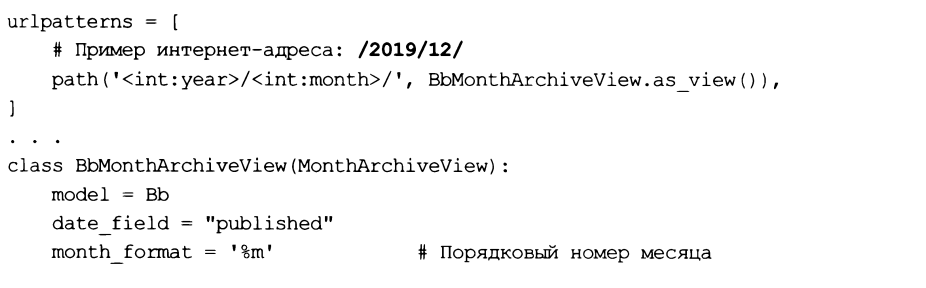 urlpatterns = [
    # Пример интернет-адреса: /2019/12/
    path('<int:year>/<int:month>/', BbMonthArchiveView.as_view()),
]
. . .
class BbMonthArchiveView(MonthArchiveView):
    model = Bb
    date_field = "published"
    month_format = '%m'             # Порядковый номер месяца